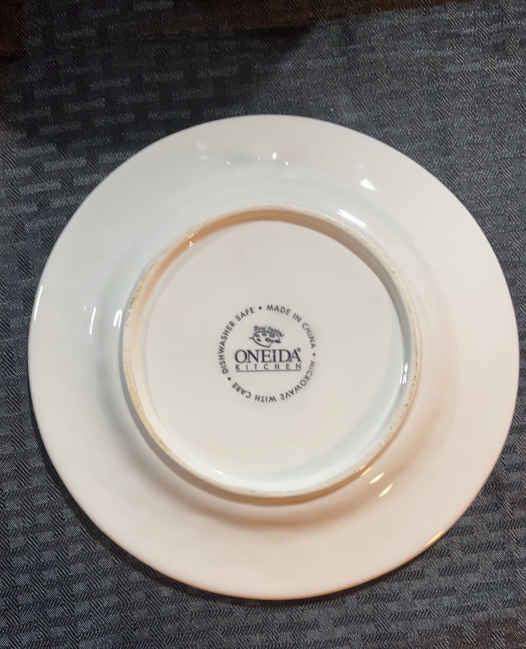 DISHWASHER SAFE • MADE IN CHINA • MICROWAVE WITH CARE •
ONEIDA®
KITCHEN